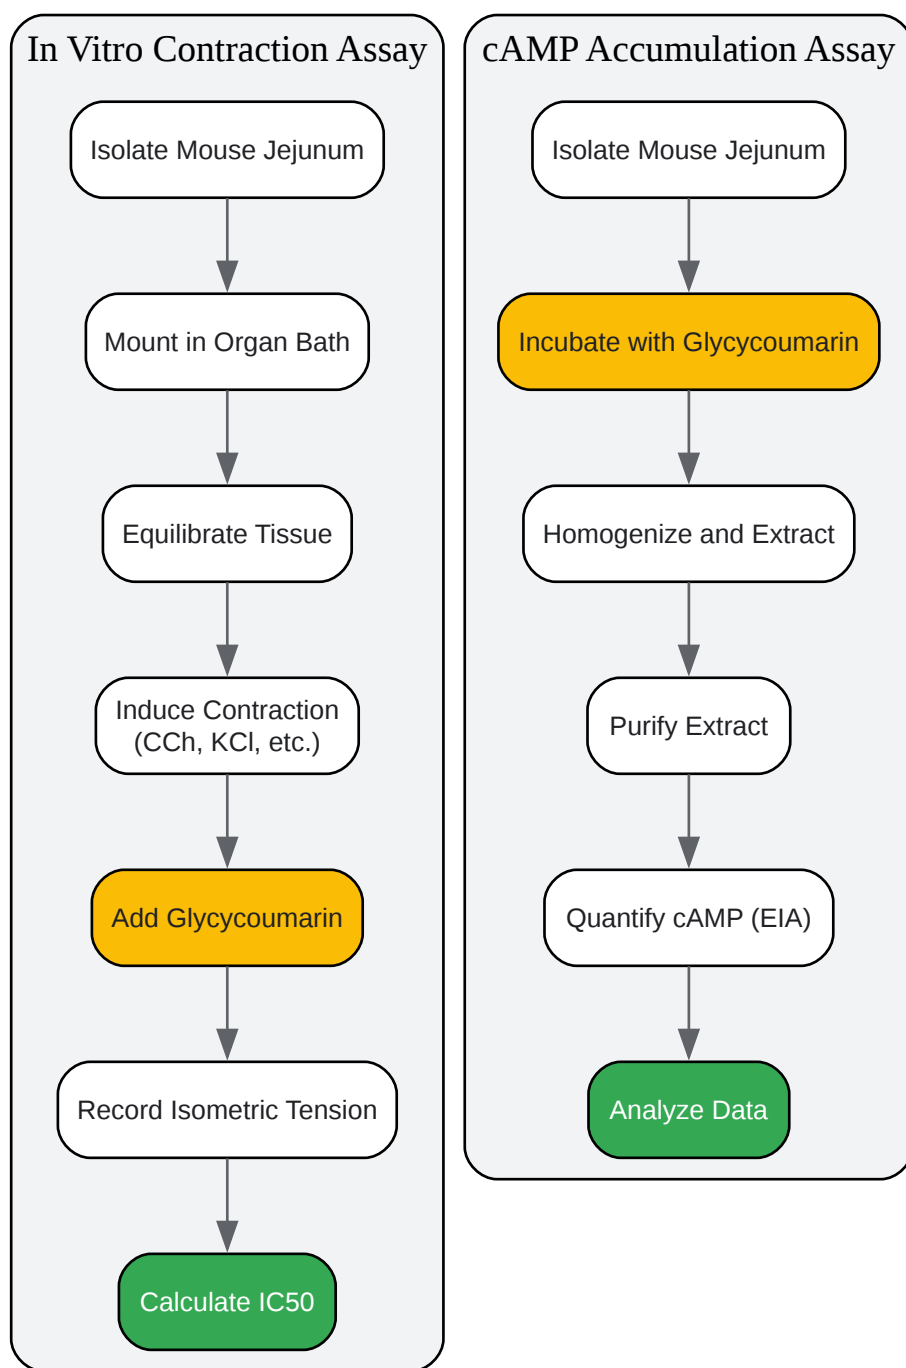 In Vitro Contraction Assay
Isolate Mouse Jejunum
Mount in Organ Bath
Equilibrate Tissue
Induce Contraction
(CCh, KCl, etc.)
Add Glycycoumarin
Record Isometric Tension
Calculate IC50
cAMP Accumulation Assay
Isolate Mouse Jejunum
Incubate with Glycycoumarin
Homogenize and Extract
Purify Extract
Quantify cAMP (EIA)
Analyze Data